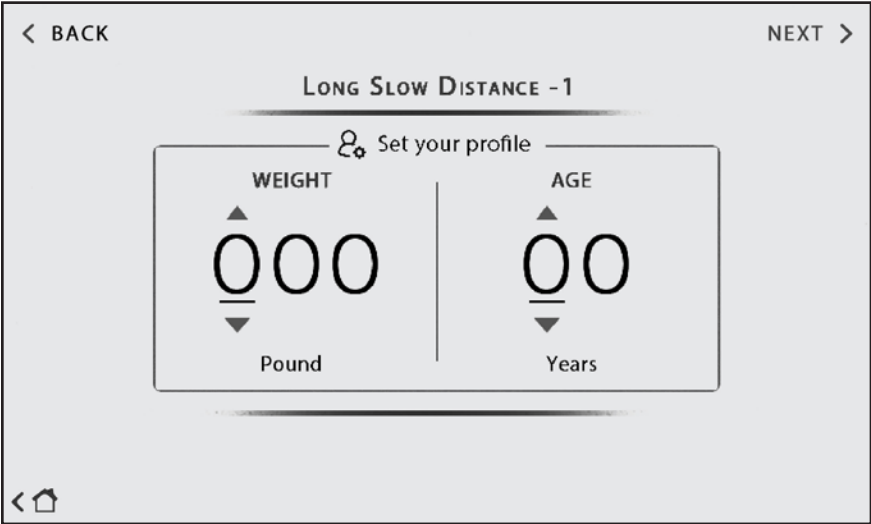 BACK
NEXT
LONG SLOW DISTANCE -1
Set your profile
WEIGHT
AGE
000
00
Pound
Years